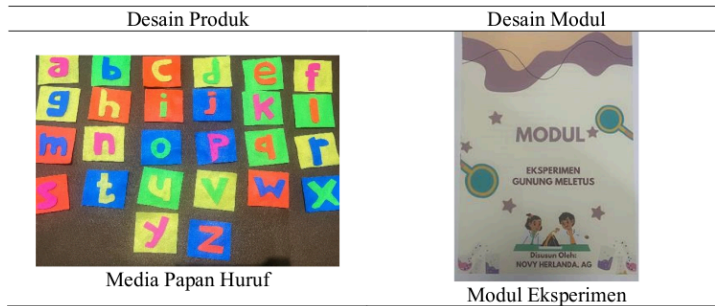 Desain Produk
Desain Modul
a b c d e f
g h i j k l
m n o p q r
s t u v w x
y z
Media Papan Huruf
MODUL
EKSPERIMEN
GUNUNG MELETUS
Disusun Oleh:
NOVY HERLANDA. AG
Modul Eksperimen